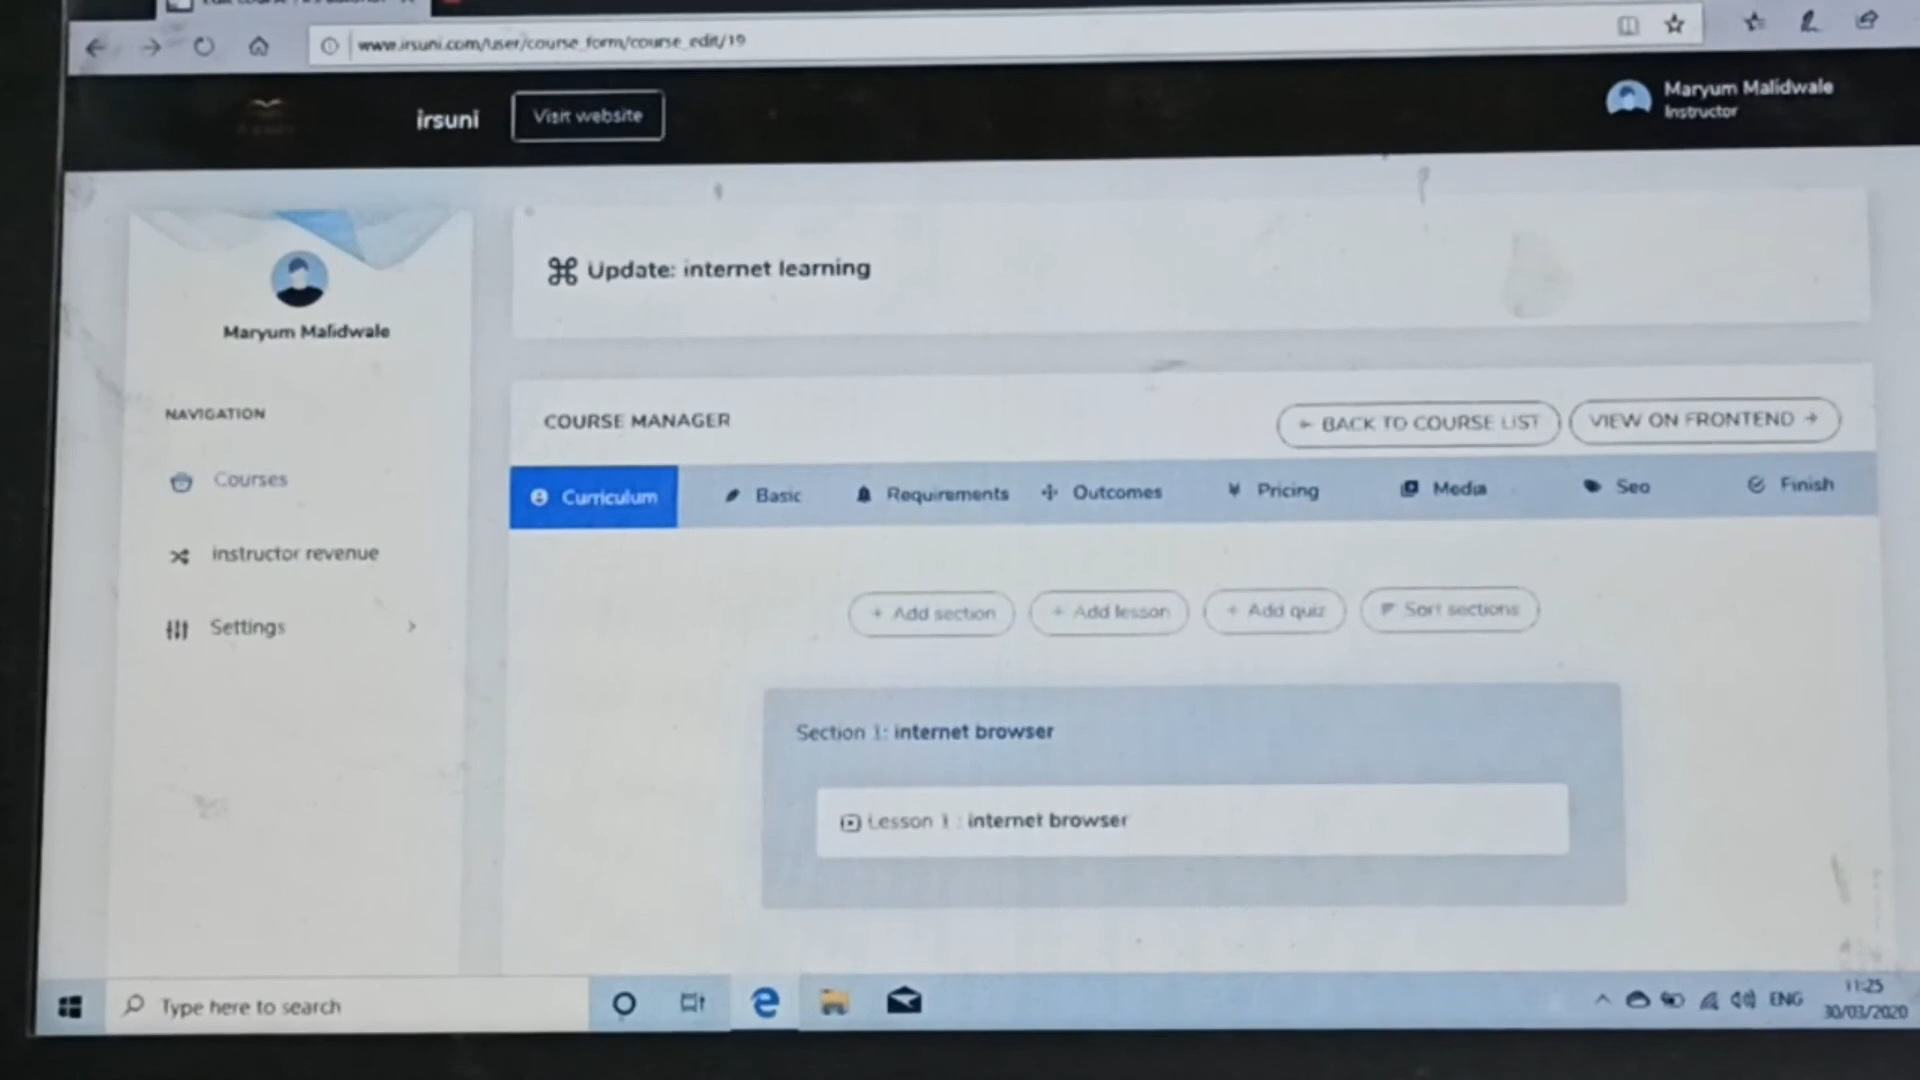 www.irsuni.com/user/course_form/course_edit/19
irsuni
Visit website
Maryum Malidwale
Instructor
Update: internet learning
Maryum Malidwale
NAVIGATION
Courses
instructor revenue
Settings
COURSE MANAGER
BACK TO COURSE LIST
VIEW ON FRONTEND
Curriculum
Basic
Requirements
Outcomes
Pricing
Media
Seo
Finish
+ Add section
+ Add lesson
+ Add quiz
Sort sections
Section 1: internet browser
Lesson 1 : internet browser
Type here to search
ENG
11:25
30/03/2020